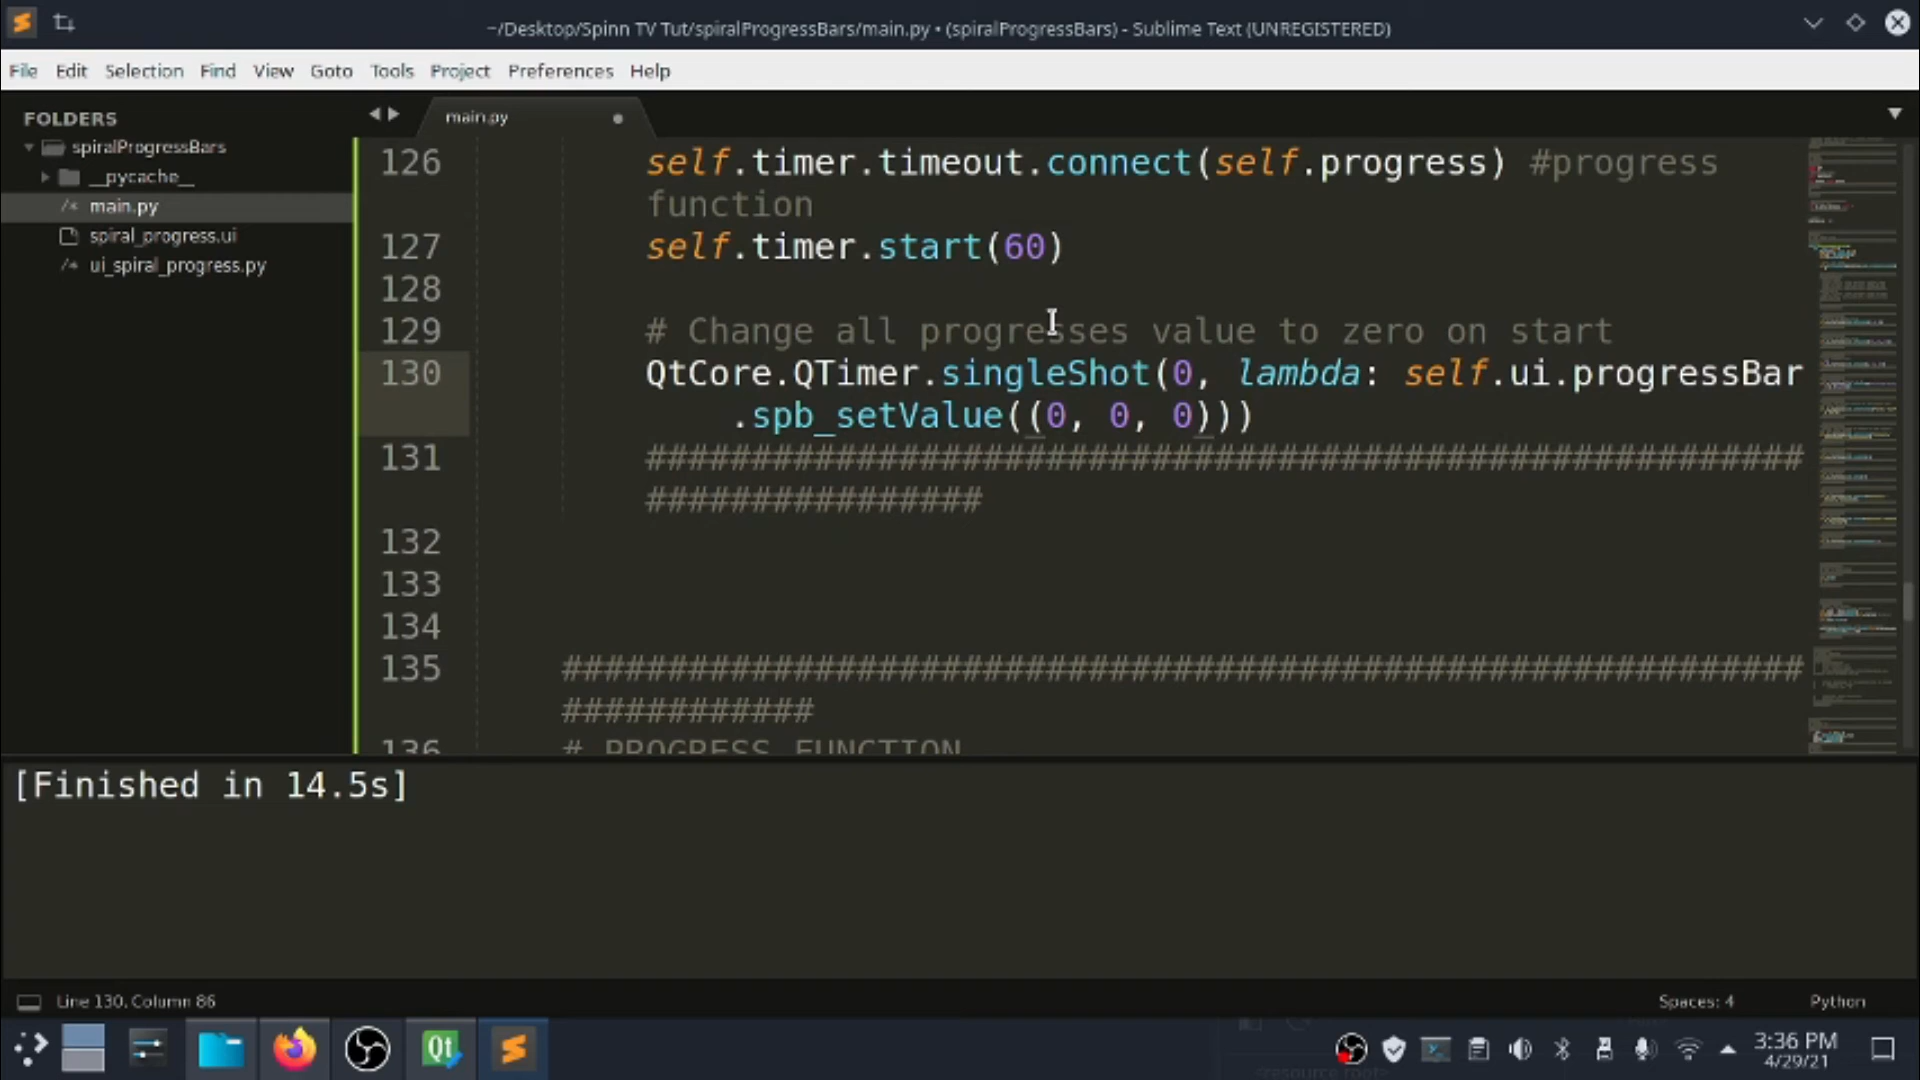 ~/Desktop/Spinn TV Tut/spiralProgressBars/main.py • (spiralProgressBars) - Sublime Text (UNREGISTERED)
File Edit Selection Find View Goto Tools Project Preferences Help
FOLDERS
spiralProgressBars
__pycache__
main.py
spiral_progress.ui
ui_spiral_progress.py
main.py
126 self.timer.timeout.connect(self.progress) #progress
function
127 self.timer.start(60)
128
129 # Change all progresses value to zero on start
130 QtCore.QTimer.singleShot(0, lambda: self.ui.progressBar
.spb_setValue((0, 0, 0)))
131 #######################################################
################
132
133
134
135 ###########################################################
############
136 # PROGRESS FUNCTION
[Finished in 14.5s]
Line 130, Column 86
Spaces: 4
Python
Qt
3:36 PM
4/29/21